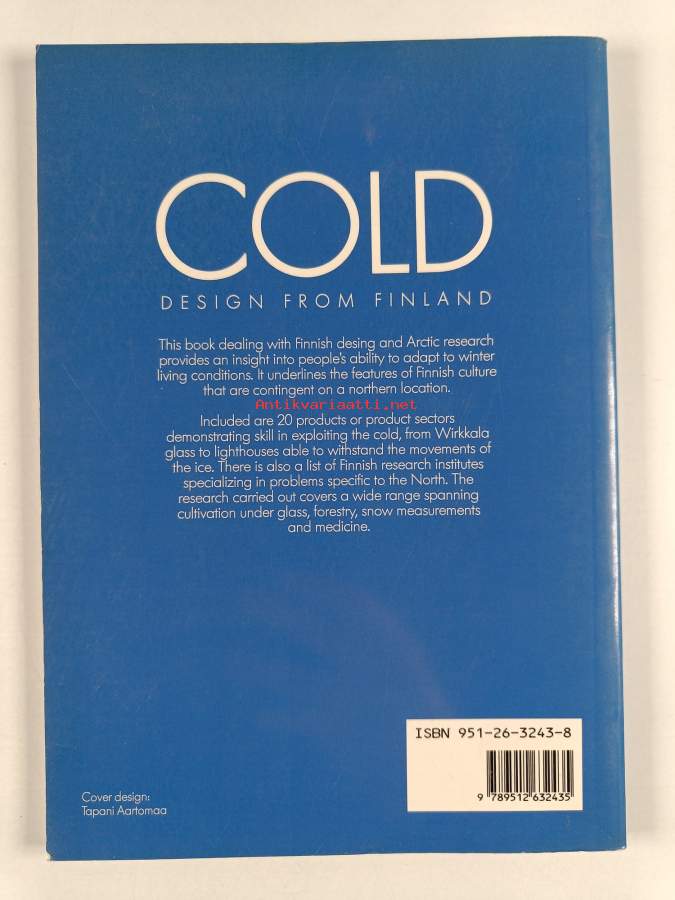 COLD
DESIGN FROM FINLAND
This book dealing with Finnish desing and Arctic research
provides an insight into people's ability to adapt to winter
living conditions. It underlines the features of Finnish culture
that are contingent on a northern location.
Antikvariaatti.net
Included are 20 products or product sectors
demonstrating skill in exploiting the cold, from Wirkkala
glass to lighthouses able to withstand the movements of
the ice. There is also a list of Finnish research institutes
specializing in problems specific to the North. The
research carried out covers a wide range spanning
cultivation under glass, forestry, snow measurements
and medicine.
ISBN 951-26-3243-8
9 789512 632435
Cover design:
Tapani Aartomaa